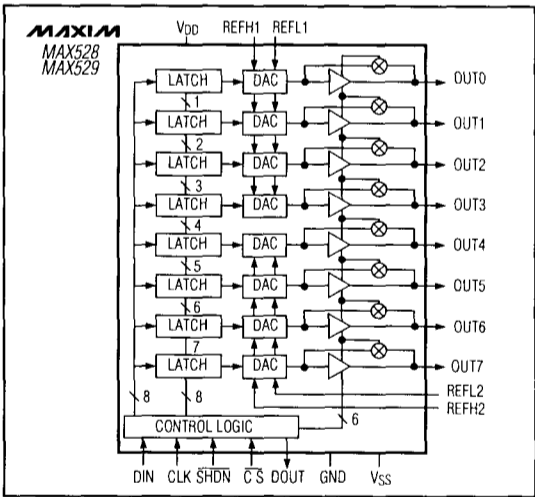 MAXIM
MAX528
MAX529
VDD REFH1 REFL1
LATCH DAC OUT0
1
LATCH DAC OUT1
2
LATCH DAC OUT2
3
LATCH DAC OUT3
4
LATCH DAC OUT4
5
LATCH DAC OUT5
6
LATCH DAC OUT6
7
LATCH DAC OUT7
REFL2
8 8 6 REFH2
CONTROL LOGIC
DIN CLK SHDN CS DOUT GND VSS